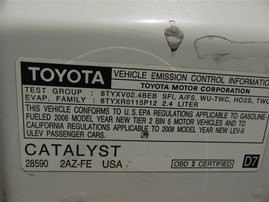 TOYOTA VEHICLE EMISSION CONTROL INFORMATION
TOYOTA MOTOR CORPORATION
TEST GROUP : 8TYXV02.4BEB SFI, A/FS, WU-TWC, HO2S, TWC
EVAP. FAMILY : 8TYXR0115P12 2.4 LITER
THIS VEHICLE CONFORMS TO U.S.EPA REGULATIONS APPLICABLE TO GASOLINE-
FUELED 2008 MODEL YEAR NEW TIER 2 BIN 5 MOTOR VEHICLES AND TO
CALIFORNIA REGULATIONS APPLICABLE TO 2008 MODEL YEAR NEW LEV-II
ULEV PASSENGER CARS.
CATALYST
28590 2AZ-FE USA OBD II CERTIFIED D7